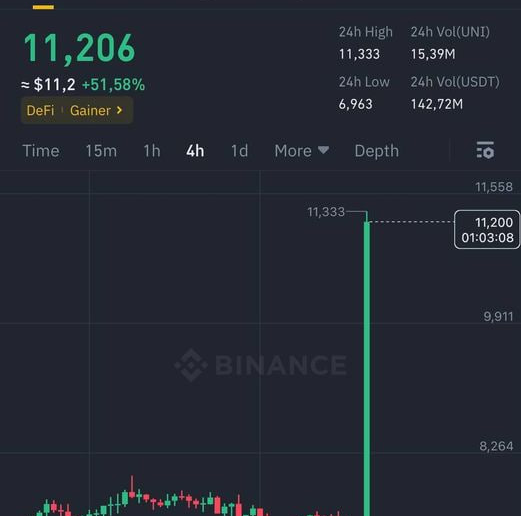 11,206
≈ $11,2 +51,58%
DeFi Gainer
24h High 24h Vol(UNI)
11,333 15,39M
24h Low 24h Vol(USDT)
6,963 142,72M
Time 15m 1h 4h 1d More Depth
11,558
11,333
11,200
01:03:08
9,911
BINANCE
8,264